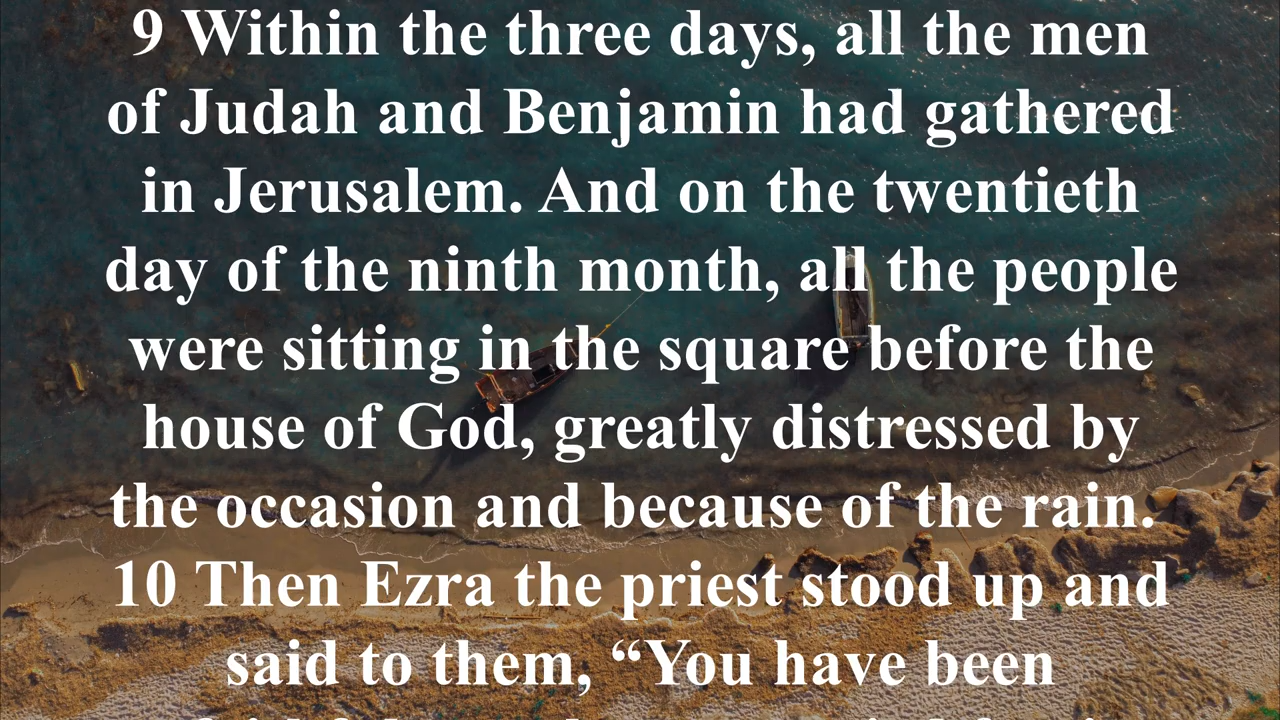 9 Within the three days, all the men
of Judah and Benjamin had gathered
in Jerusalem. And on the twentieth
day of the ninth month, all the people
were sitting in the square before the
house of God, greatly distressed by
the occasion and because of the rain.
10 Then Ezra the priest stood up and
said to them, “You have been